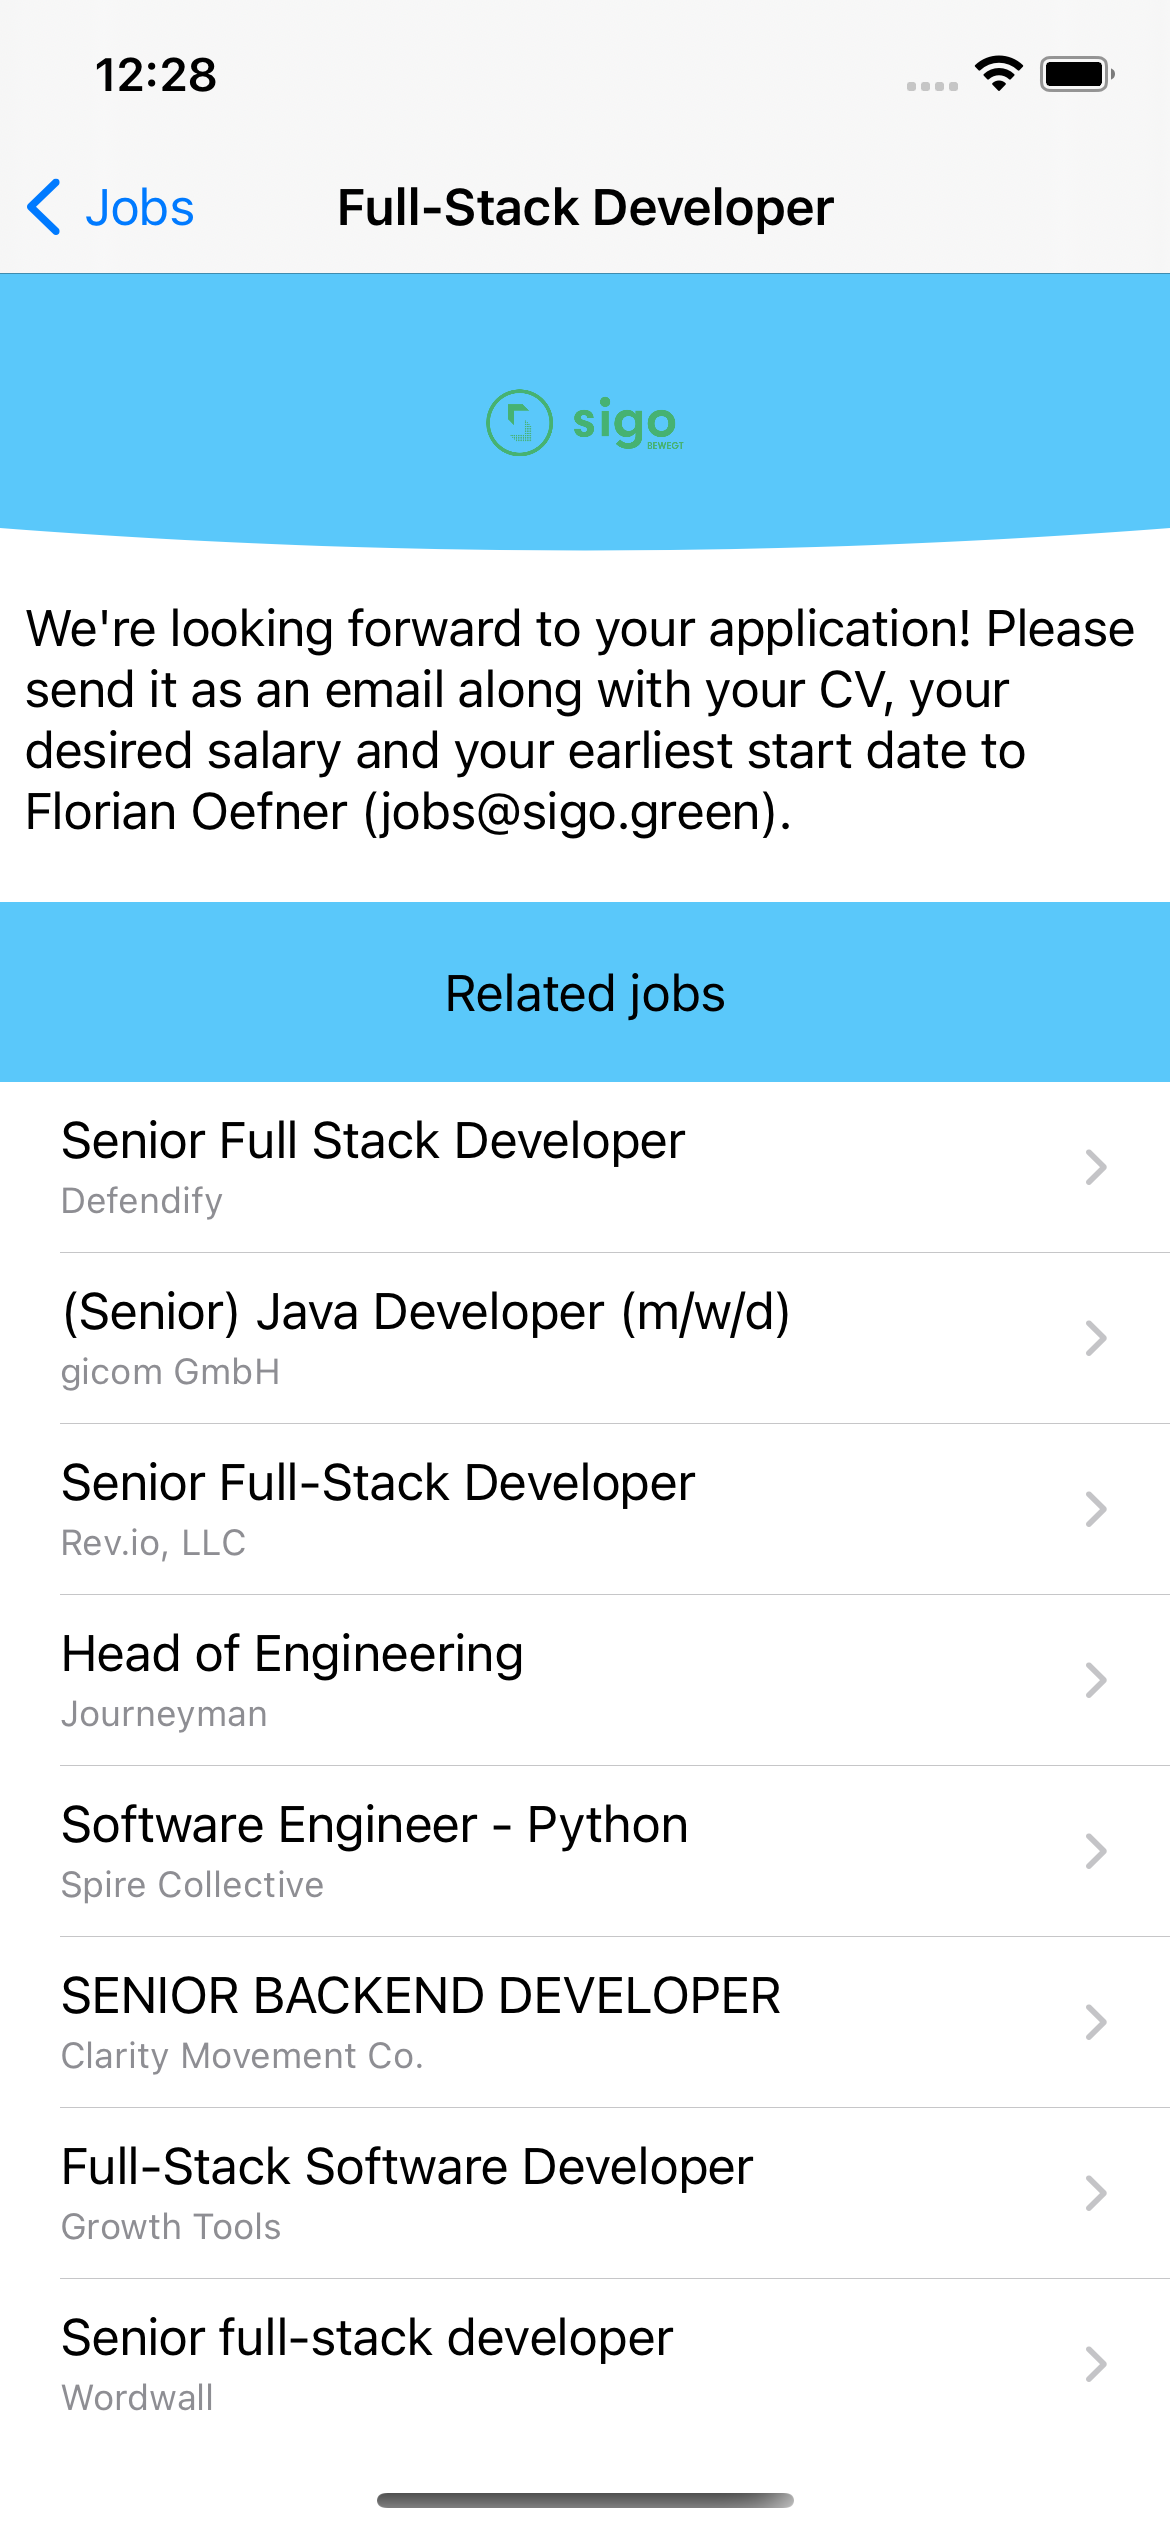 12:28
Jobs
Full-Stack Developer
sigo
BEWEGT
We're looking forward to your application! Please
send it as an email along with your CV, your
desired salary and your earliest start date to
Florian Oefner (jobs@sigo.green).
Related jobs
Senior Full Stack Developer
Defendify
(Senior) Java Developer (m/w/d)
gicom GmbH
Senior Full-Stack Developer
Rev.io, LLC
Head of Engineering
Journeyman
Software Engineer - Python
Spire Collective
SENIOR BACKEND DEVELOPER
Clarity Movement Co.
Full-Stack Software Developer
Growth Tools
Senior full-stack developer
Wordwall